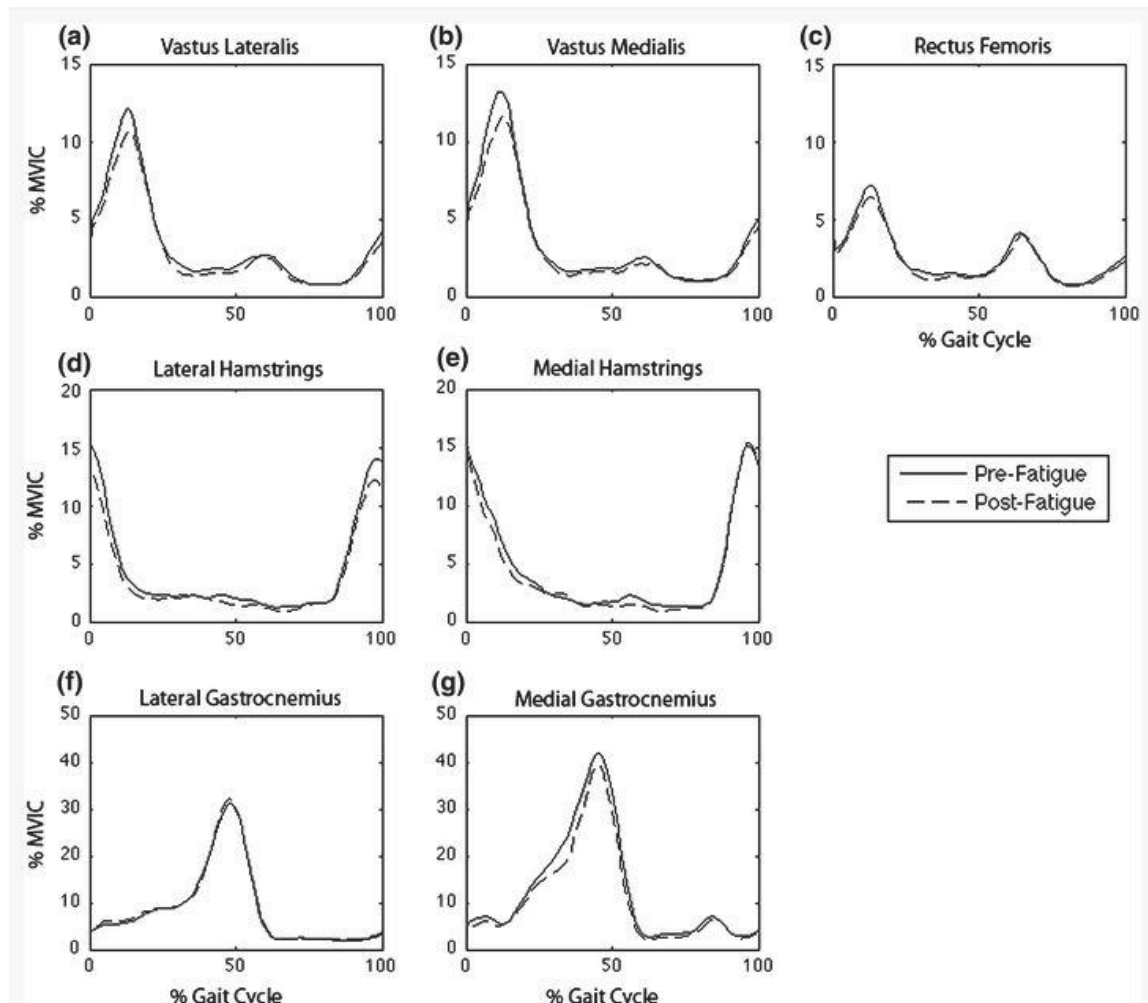 (a) Vastus Lateralis
(b) Vastus Medialis
(c) Rectus Femoris
15
10
5
0
% MVIC
0 50 100
15
10
5
0
0 50 100
15
10
5
0
0 50 100
% Gait Cycle
(d) Lateral Hamstrings
(e) Medial Hamstrings
20
15
10
5
0
% MVIC
0 50 100
20
15
10
5
0
0 50 100
Pre-Fatigue
Post-Fatigue
(f) Lateral Gastrocnemius
(g) Medial Gastrocnemius
50
40
30
20
10
0
% MVIC
0 50 100
% Gait Cycle
50
40
30
20
10
0
0 50 100
% Gait Cycle